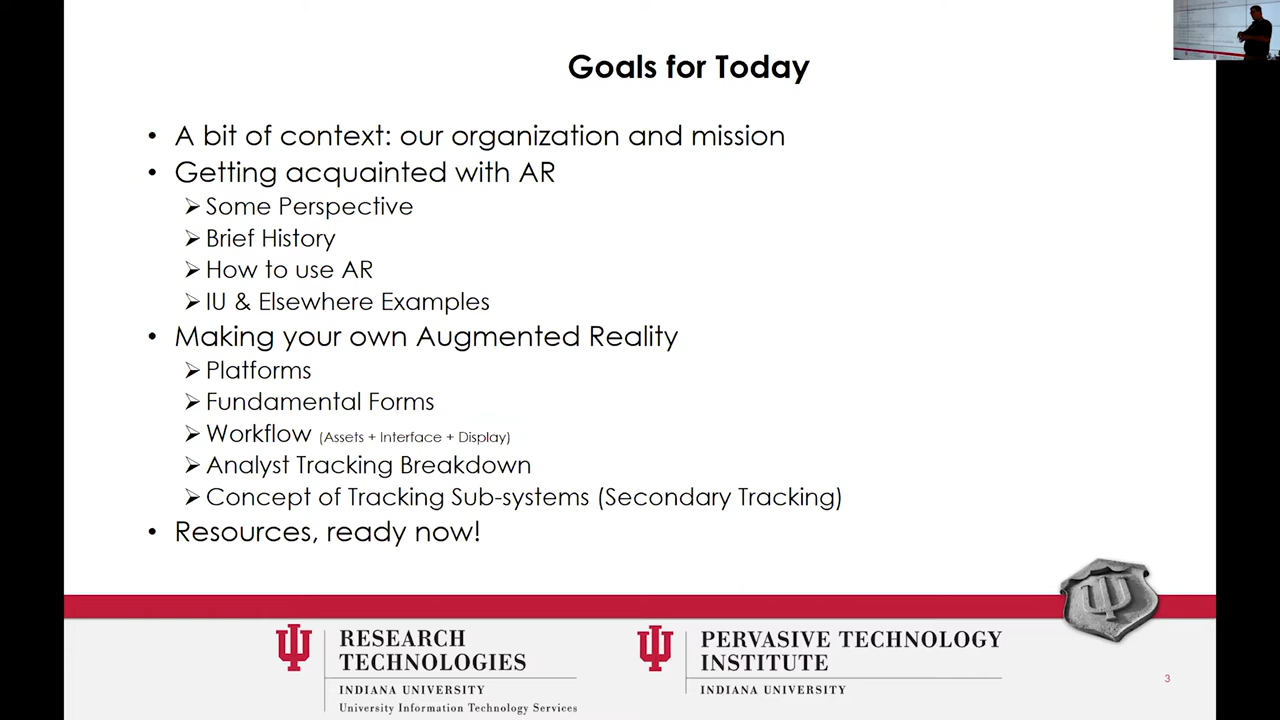 Goals for Today
• A bit of context: our organization and mission
• Getting acquainted with AR
➢ Some Perspective
➢ Brief History
➢ How to use AR
➢ IU & Elsewhere Examples
• Making your own Augmented Reality
➢ Platforms
➢ Fundamental Forms
➢ Workflow (Assets + Interface + Display)
➢ Analyst Tracking Breakdown
➢ Concept of Tracking Sub-systems (Secondary Tracking)
• Resources, ready now!
RESEARCH
TECHNOLOGIES
INDIANA UNIVERSITY
University Information Technology Services
PERVASIVE TECHNOLOGY
INSTITUTE
INDIANA UNIVERSITY
3